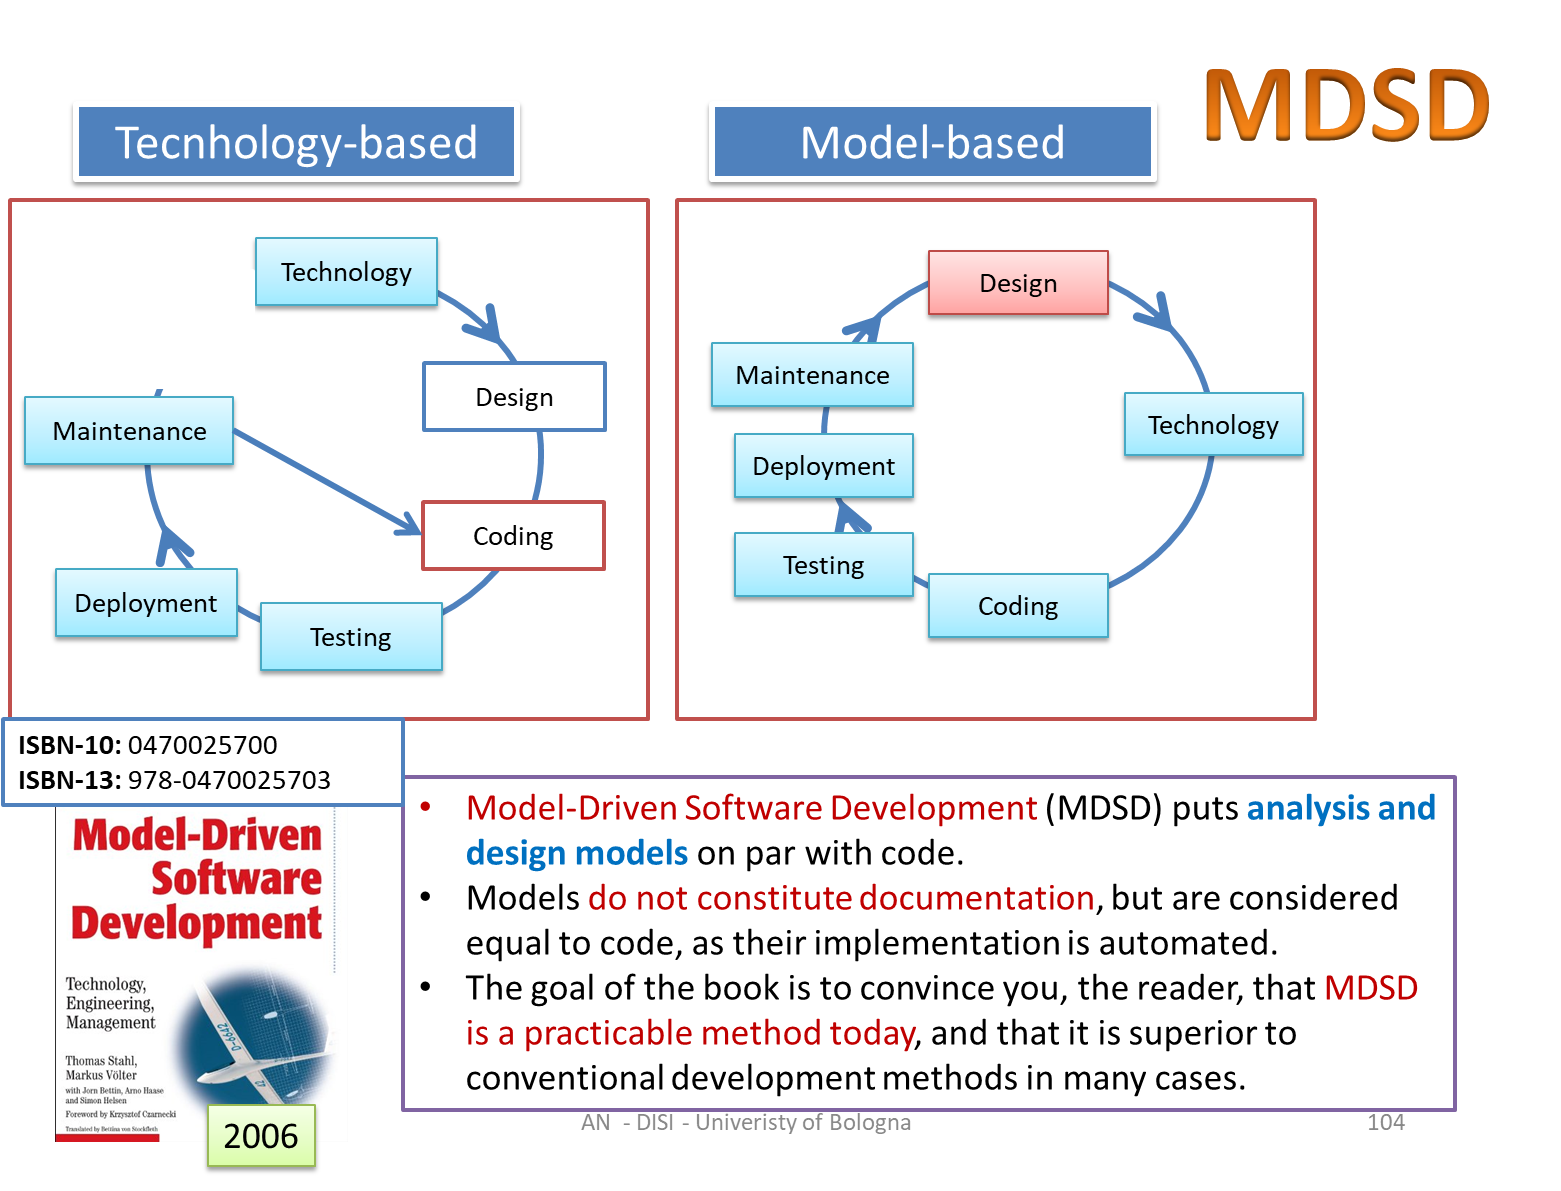 MDSD
Tecnhology-based
Model-based
Technology
Design
Coding
Testing
Deployment
Maintenance
Design
Technology
Coding
Testing
Deployment
Maintenance
ISBN-10: 0470025700
ISBN-13: 978-0470025703
Model-Driven
Software
Development
Technology,
Engineering,
Management
Thomas Stahl,
Markus Völter
with Jorn Bettin, Arno Haase
and Simon Helsen
Foreword by Krzysztof Czarnecki
Translated by Bettina von Stockfleth
D-6642
42
2006
• Model-Driven Software Development (MDSD) puts analysis and
design models on par with code.
• Models do not constitute documentation, but are considered
equal to code, as their implementation is automated.
• The goal of the book is to convince you, the reader, that MDSD
is a practicable method today, and that it is superior to
conventional development methods in many cases.
AN - DISI - Univeristy of Bologna
104